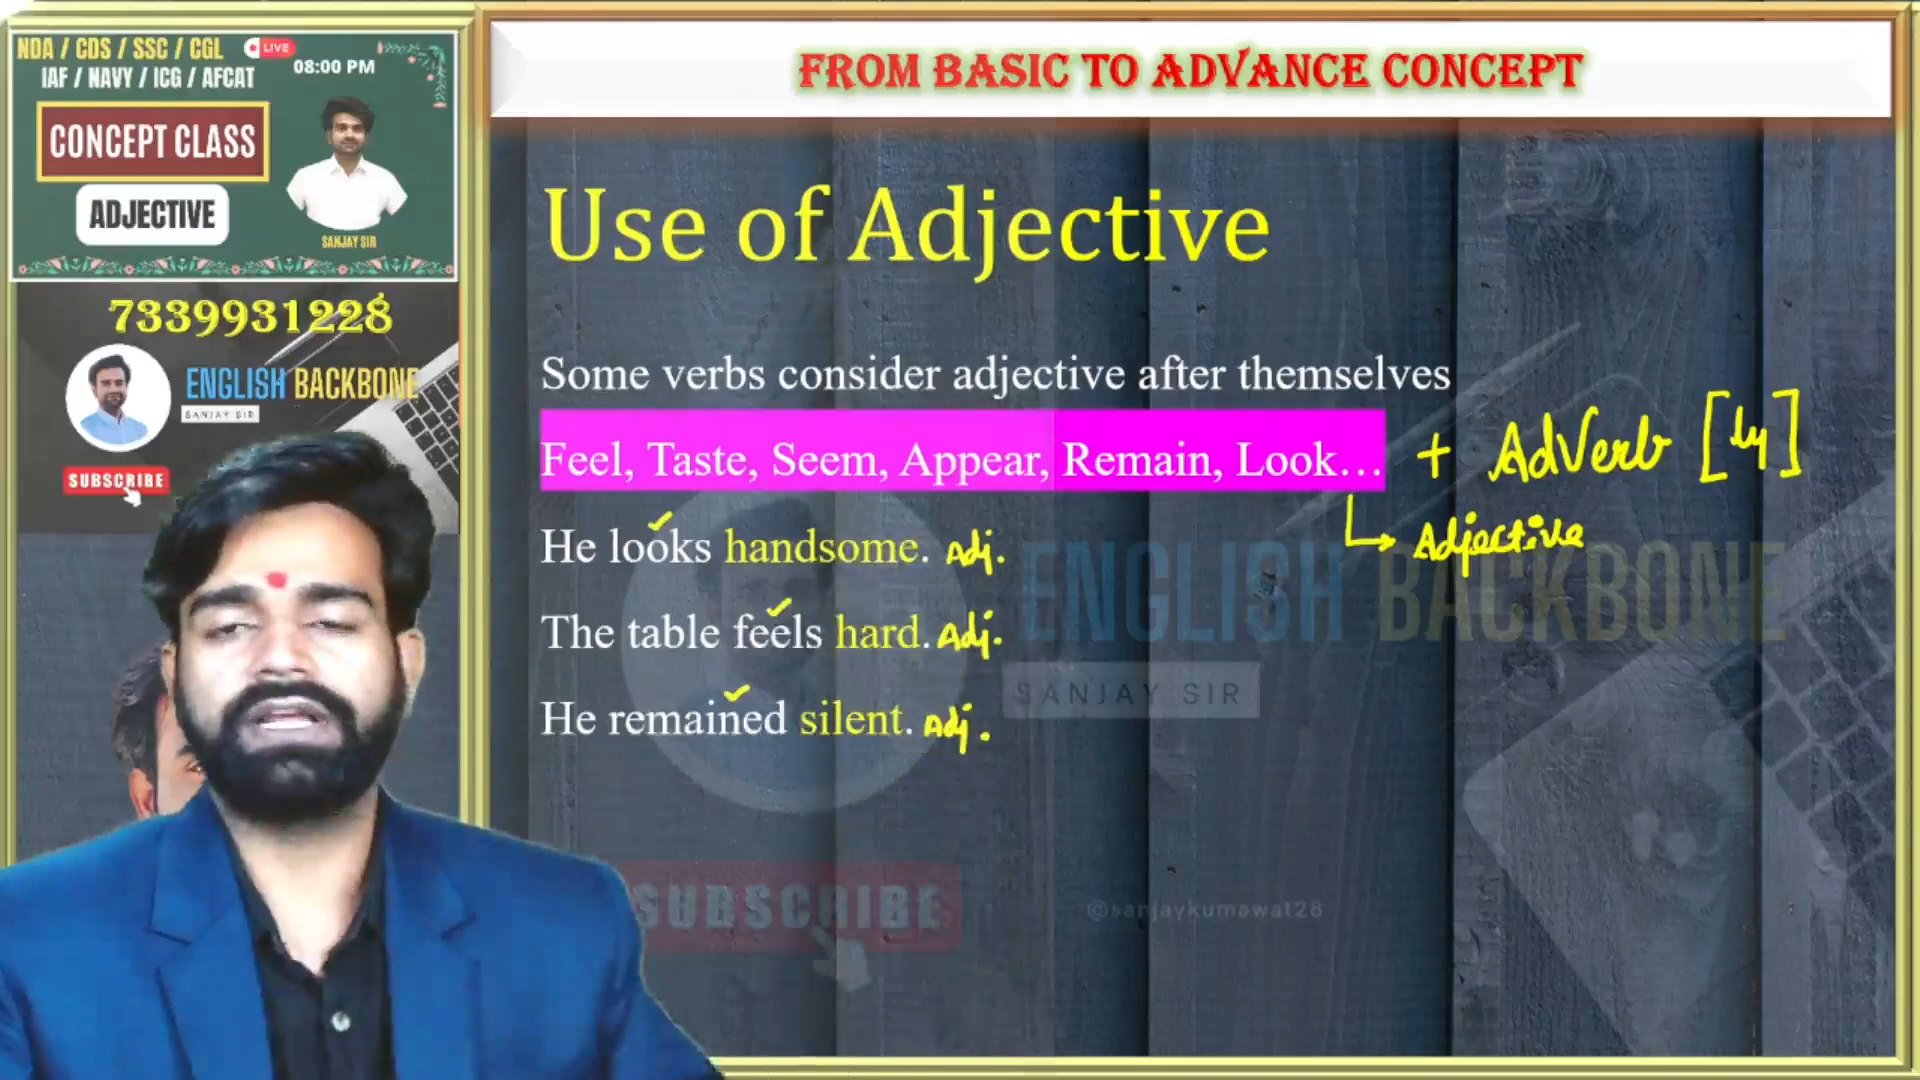 NDA / CDS / SSC / CGL
LIVE
IAF / NAVY / ICG / AFCAT
08:00 PM
CONCEPT CLASS
ADJECTIVE
SANJAY SIR
7339931228
ENGLISH BACKBONE
SANJAY SIR
SUBSCRIBE
FROM BASIC TO ADVANCE CONCEPT
Use of Adjective
Some verbs consider adjective after themselves
Feel, Taste, Seem, Appear, Remain, Look... + AdVerb [ly]
Adjective
He looks handsome. Adj.
The table feels hard. Adj.
He remained silent. Adj.
ENGLISH BACKBONE
SANJAY SIR
SUBSCRIBE
@sanjaykumawat28